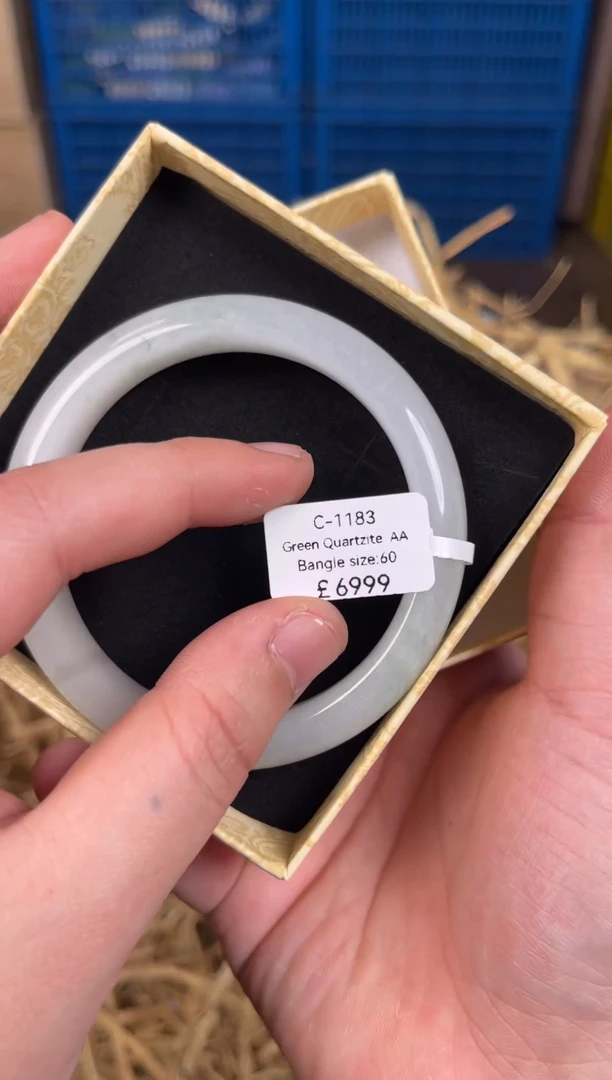 C-1183
Green Quartzite AA
Bangle size:60
£6999